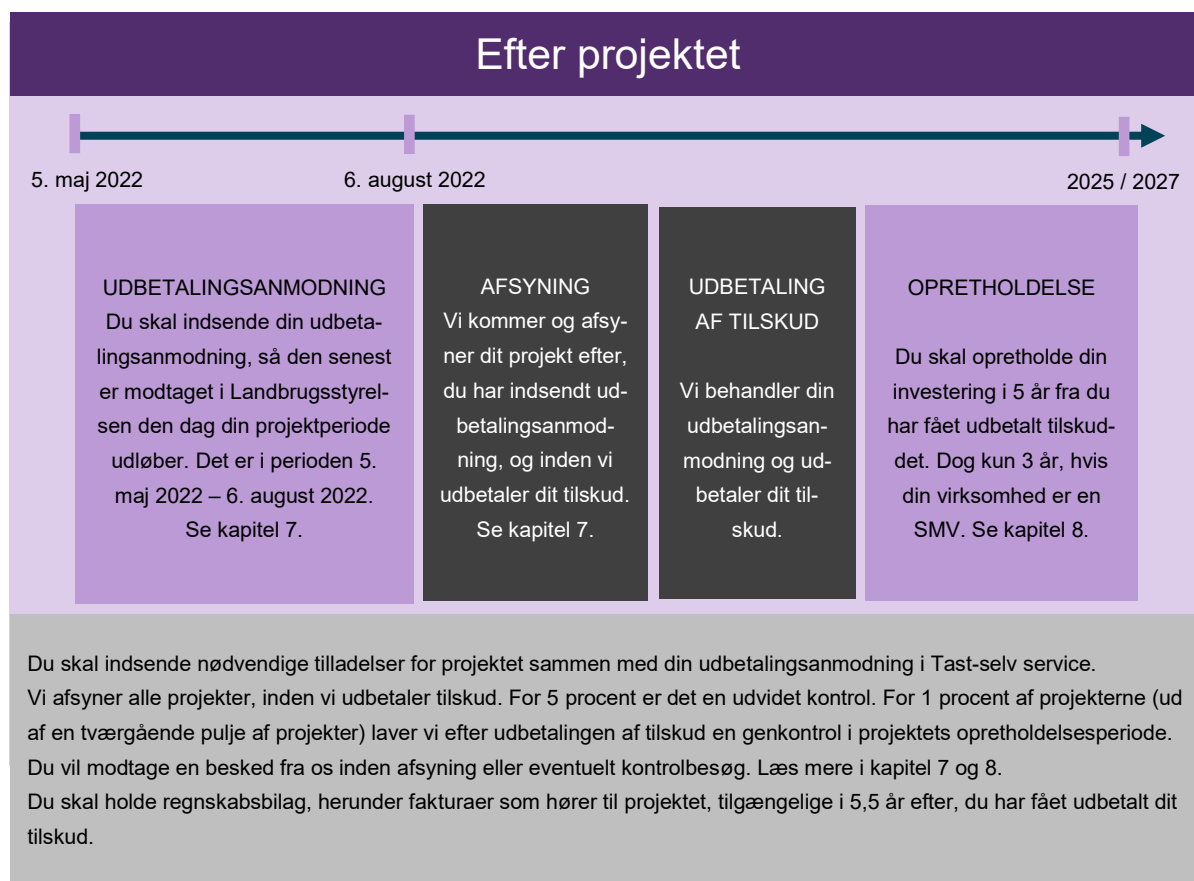 Efter projektet
5. maj 2022
6. august 2022
2025 / 2027
UDBETALINGSANMODNING
Du skal indsende din udbeta-
lingsanmodning, så den senest
er modtaget i Landbrugsstyrel-
sen den dag din projektperiode
udløber. Det er i perioden 5.
maj 2022 – 6. august 2022.
Se kapitel 7.
AFSYNING
Vi kommer og afsy-
ner dit projekt efter,
du har indsendt ud-
betalingsanmod-
ning, og inden vi
udbetaler dit tilskud.
Se kapitel 7.
UDBETALING
AF TILSKUD
Vi behandler din
udbetalingsan-
modning og ud-
betaler dit til-
skud.
OPRETHOLDELSE
Du skal opretholde din
investering i 5 år fra du
har fået udbetalt tilskud-
det. Dog kun 3 år, hvis
din virksomhed er en
SMV. Se kapitel 8.
Du skal indsende nødvendige tilladelser for projektet sammen med din udbetalingsanmodning i Tast-selv service.
Vi afsyner alle projekter, inden vi udbetaler tilskud. For 5 procent er det en udvidet kontrol. For 1 procent af projekterne (ud
af en tværgående pulje af projekter) laver vi efter udbetalingen af tilskud en genkontrol i projektets opretholdelsesperiode.
Du vil modtage en besked fra os inden afsyning eller eventuelt kontrolbesøg. Læs mere i kapitel 7 og 8.
Du skal holde regnskabsbilag, herunder fakturaer som hører til projektet, tilgængelige i 5,5 år efter, du har fået udbetalt dit
tilskud.